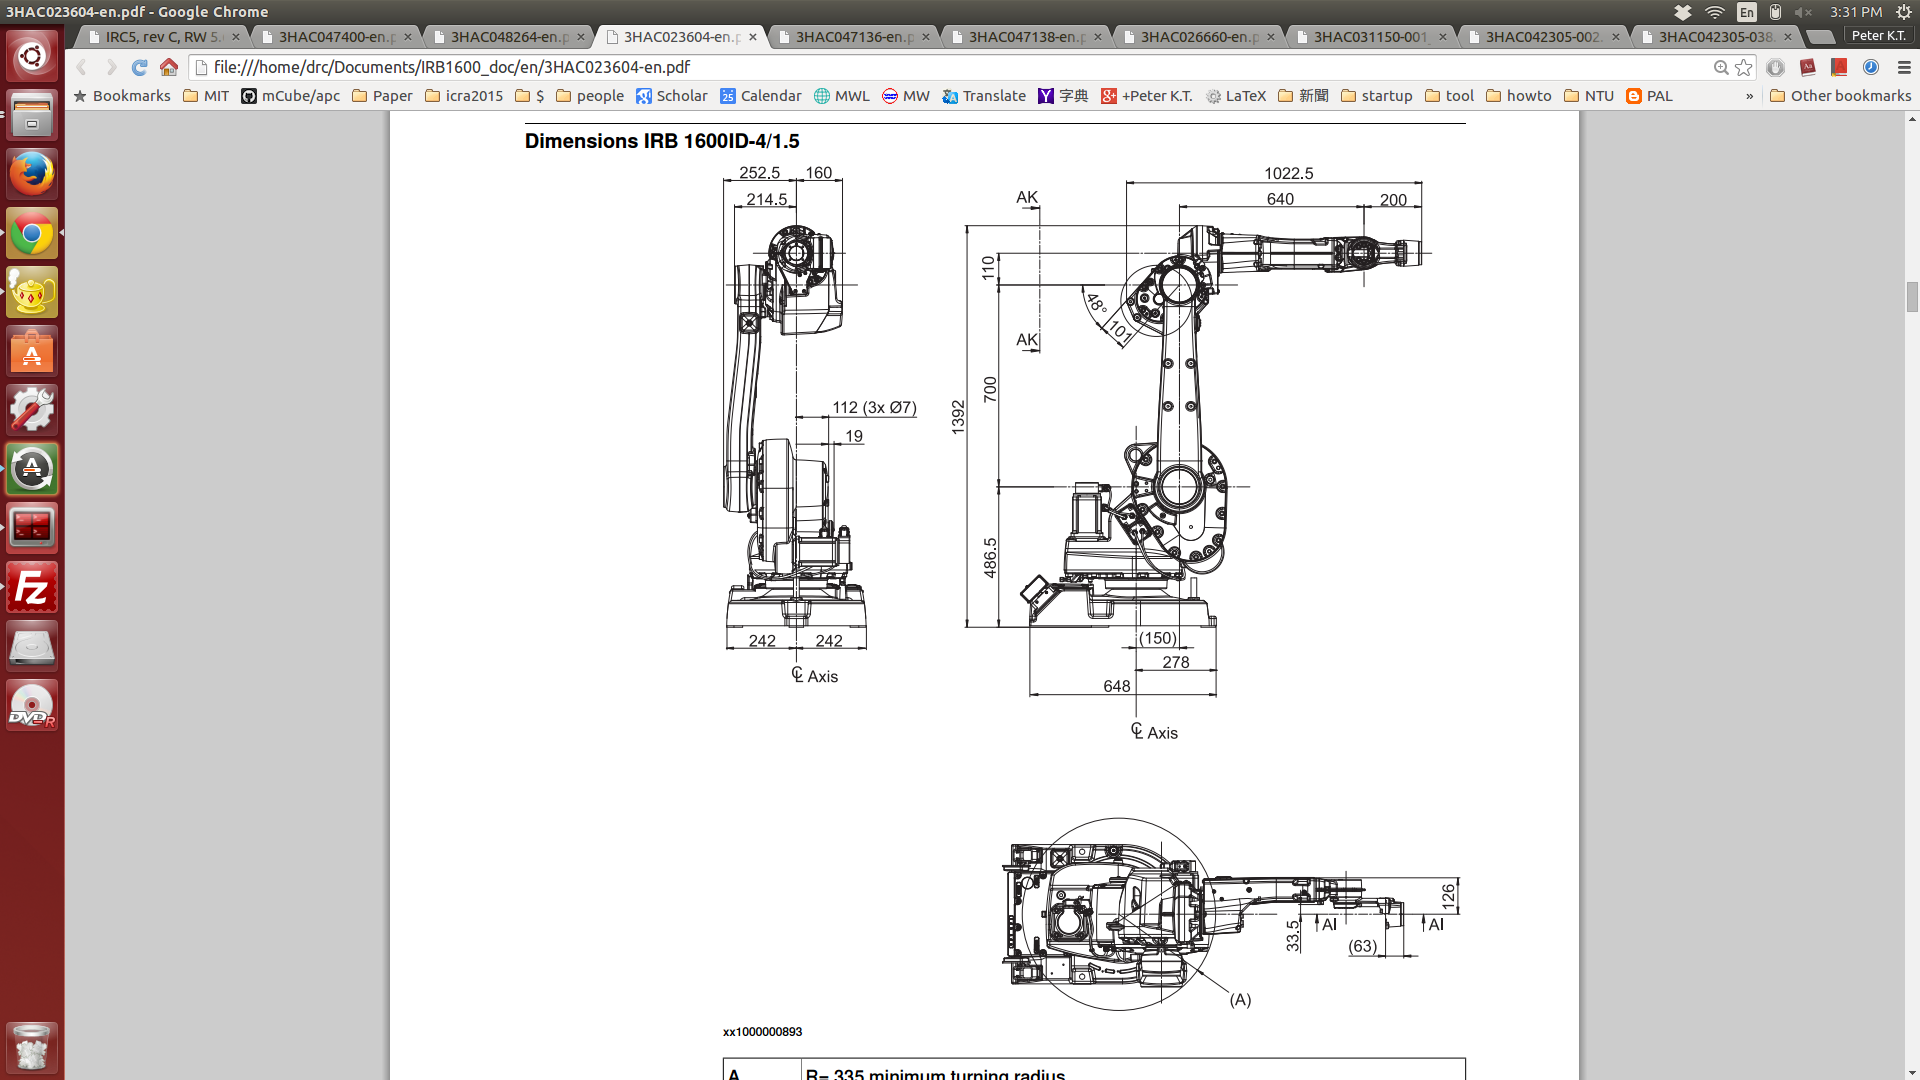 3HAC023604-en.pdf - Google Chrome
En
3:31 PM
IRC5, rev C, RW 5.
3HAC047400-en.p
3HAC048264-en.p
3HAC023604-en.p
3HAC047136-en.p
3HAC047138-en.p
3HAC026660-en.p
3HAC031150-001
3HAC042305-002.
3HAC042305-038.
Peter K.T.
file:///home/drc/Documents/IRB1600_doc/en/3HAC023604-en.pdf
Bookmarks
MIT
mCube/apc
Paper
icra2015
$
people
Scholar
25
Calendar
MWL
MW
Translate
字典
+Peter K.T.
LaTeX
新聞
startup
tool
howto
NTU
PAL
»
Other bookmarks
Dimensions IRB 1600ID-4/1.5
252.5
160
214.5
112 (3x Ø7)
19
242
242
℄ Axis
1022.5
640
200
AK
AK
110
48°
101
700
1392
486.5
(150)
278
648
℄ Axis
126
33.5
AI
AI
(63)
(A)
xx1000000893
A
R= 335 minimum turning radius
Fz
DVD-R